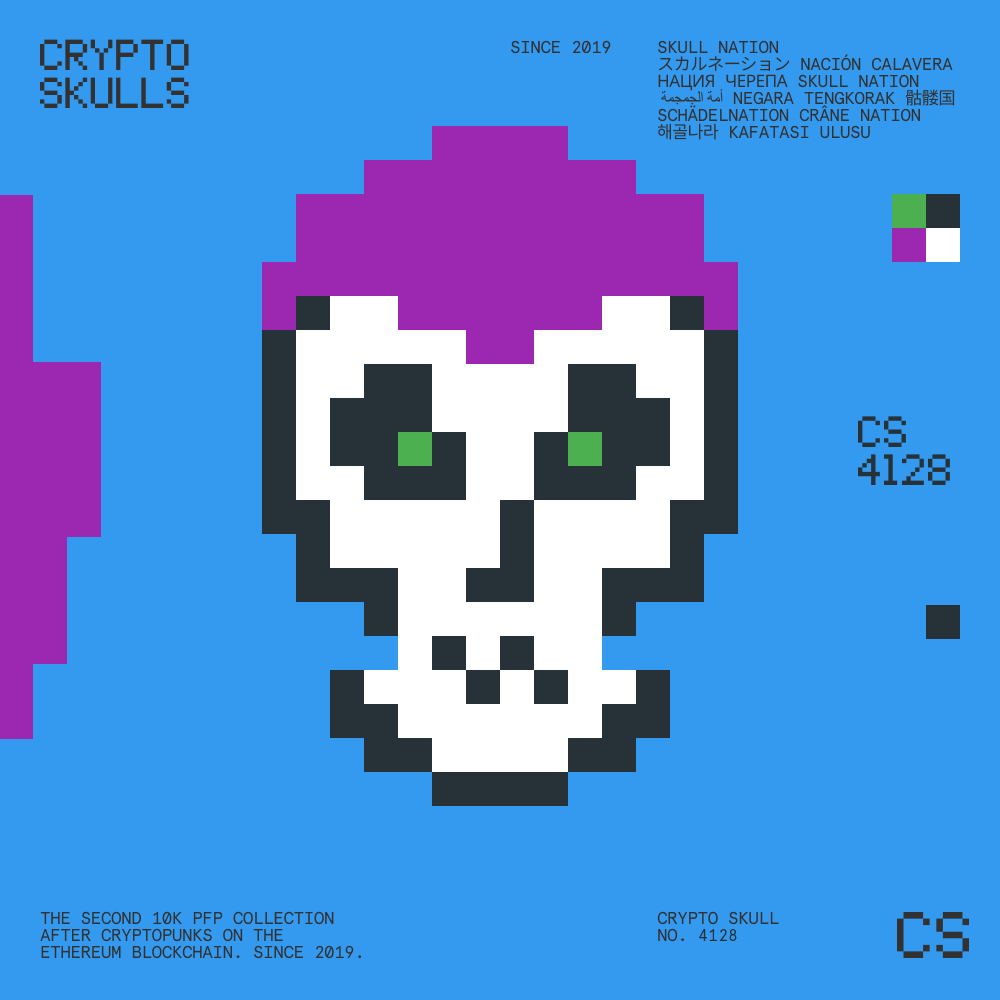 CRYPTO
SKULLS
SINCE 2019
SKULL NATION
スカルネーション NACIÓN CALAVERA
НАЦИЯ ЧЕРЕПА SKULL NATION
أمة الجمجمة NEGARA TENGKORAK 骷髅国
SCHÄDELNATION CRÂNE NATION
해골나라 KAFATASI ULUSU
CS
4128
THE SECOND 10K PFP COLLECTION
AFTER CRYPTOPUNKS ON THE
ETHEREUM BLOCKCHAIN. SINCE 2019.
CRYPTO SKULL
NO. 4128
CS